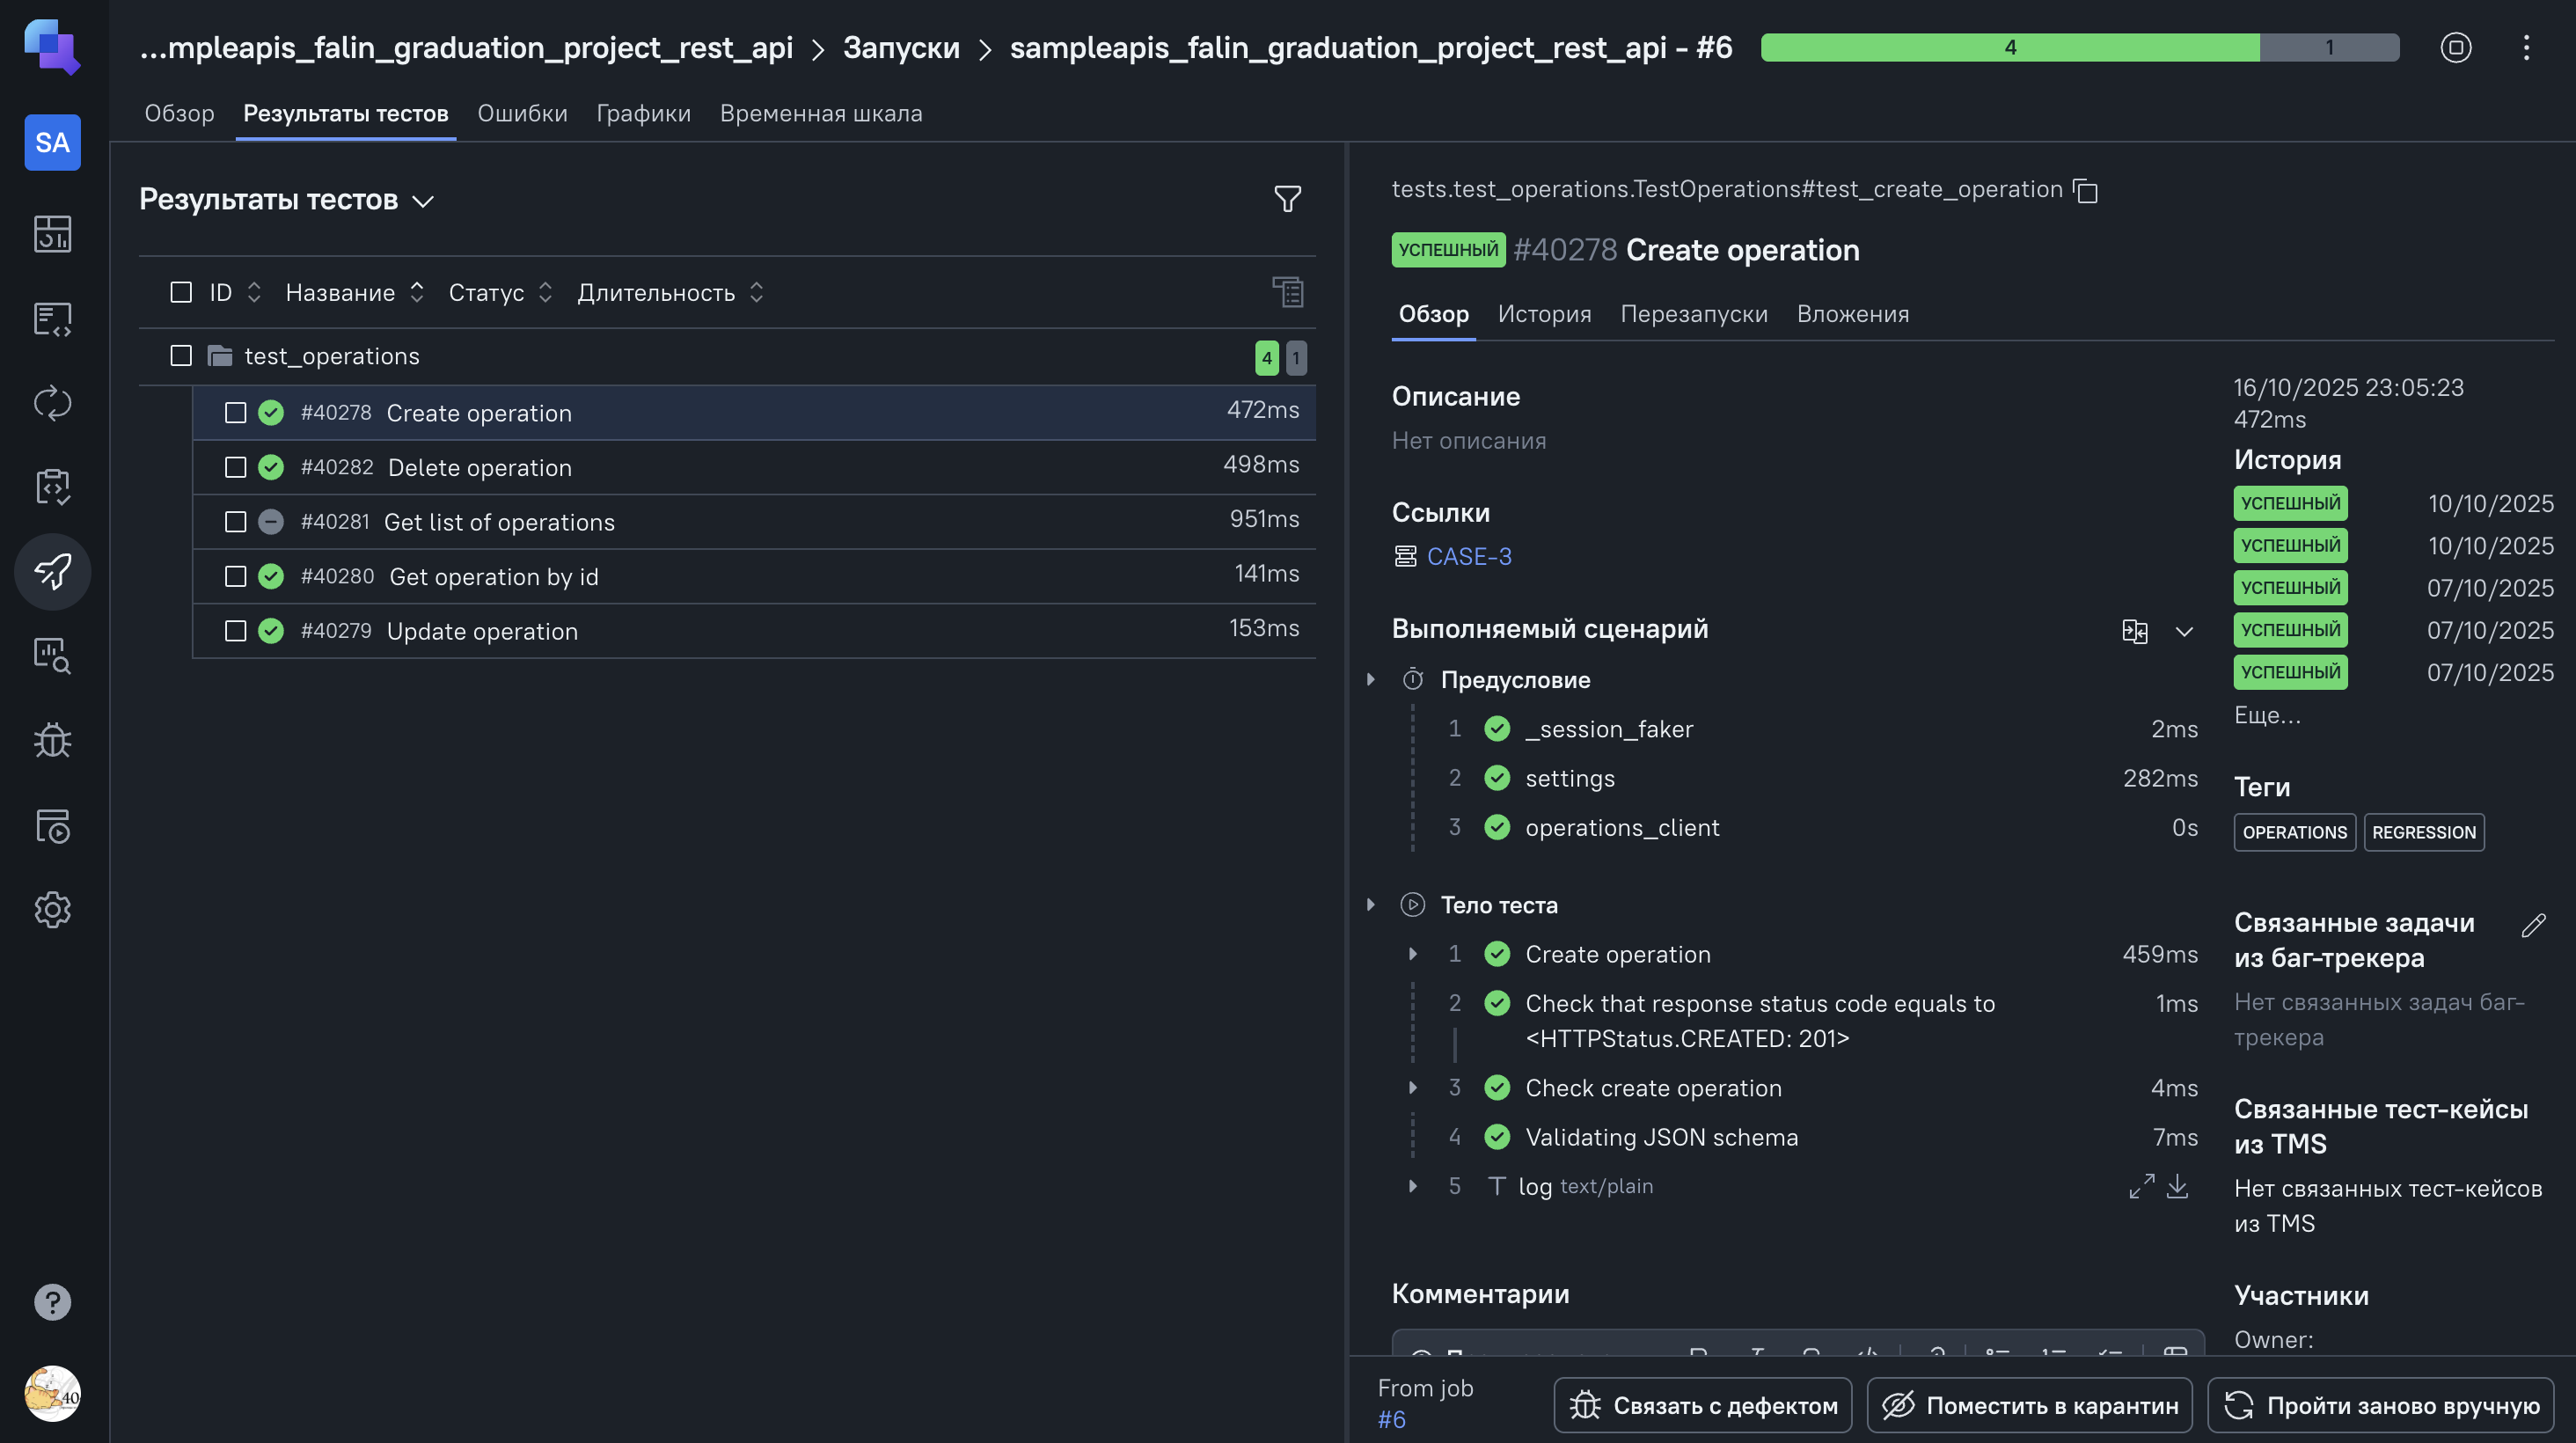 ...mpleapis_falin_graduation_project_rest_api > Запуски > sampleapis_falin_graduation_project_rest_api - #6
4
1
SA
Обзор
Результаты тестов
Ошибки
Графики
Временная шкала
Результаты тестов
ID
Название
Статус
Длительность
test_operations
4
1
#40278 Create operation 472ms
#40282 Delete operation 498ms
#40281 Get list of operations 951ms
#40280 Get operation by id 141ms
#40279 Update operation 153ms
40
tests.test_operations.TestOperations#test_create_operation
УСПЕШНЫЙ #40278 Create operation
Обзор
История
Перезапуски
Вложения
Описание
Нет описания
Ссылки
CASE-3
Выполняемый сценарий
Предусловие
1 _session_faker 2ms
2 settings 282ms
3 operations_client 0s
Тело теста
1 Create operation 459ms
2 Check that response status code equals to 1ms
<HTTPStatus.CREATED: 201>
3 Check create operation 4ms
4 Validating JSON schema 7ms
5 log text/plain
Комментарии
16/10/2025 23:05:23
472ms
История
УСПЕШНЫЙ 10/10/2025
УСПЕШНЫЙ 10/10/2025
УСПЕШНЫЙ 07/10/2025
УСПЕШНЫЙ 07/10/2025
УСПЕШНЫЙ 07/10/2025
Еще...
Теги
OPERATIONS
REGRESSION
Связанные задачи
из баг-трекера
Нет связанных задач баг-
трекера
Связанные тест-кейсы
из TMS
Нет связанных тест-кейсов
из TMS
Участники
Owner:
From job
#6
Связать с дефектом
Поместить в карантин
Пройти заново вручную